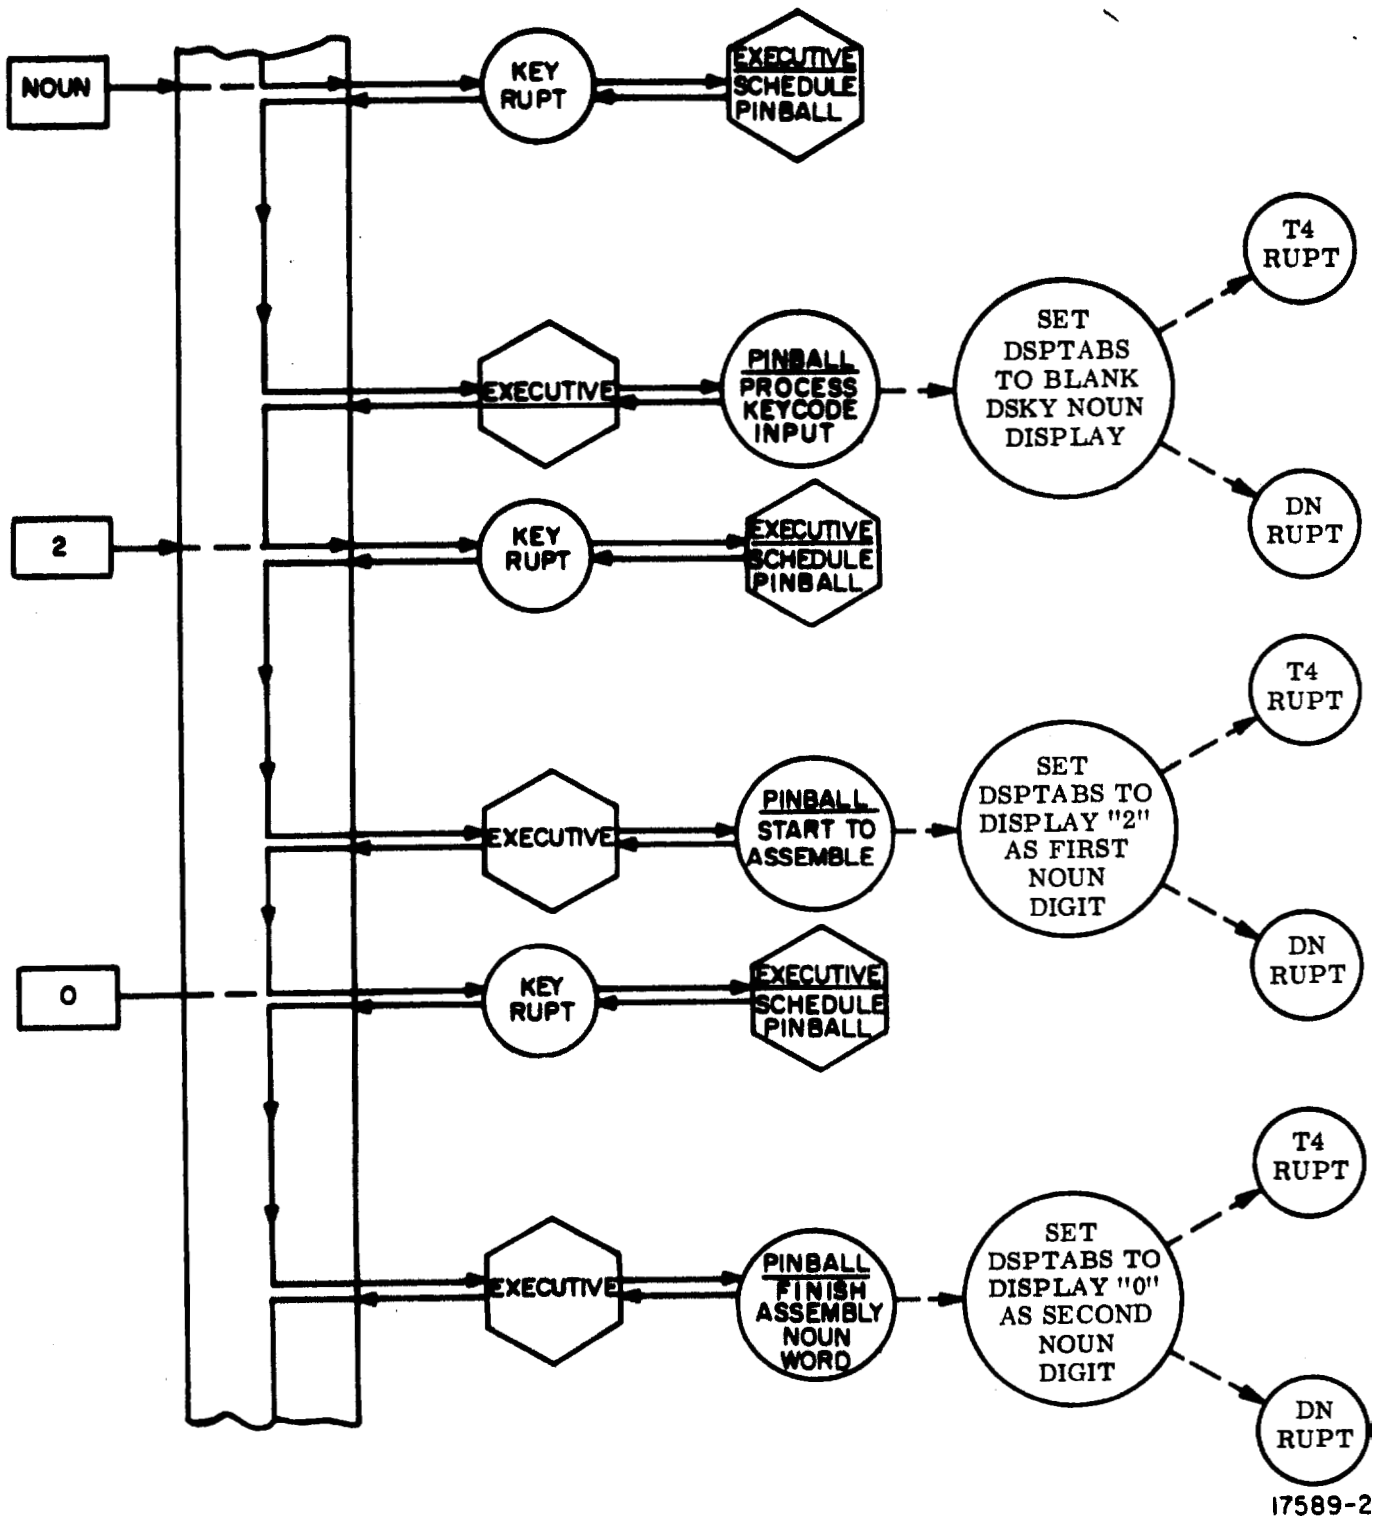 NOUN
KEY
RUPT
EXECUTIVE
SCHEDULE
PINBALL
T4
RUPT
EXECUTIVE
PINBALL
PROCESS
KEYCODE
INPUT
SET
DSPTABS
TO BLANK
DSKY NOUN
DISPLAY
DN
RUPT
2
KEY
RUPT
EXECUTIVE
SCHEDULE
PINBALL
T4
RUPT
EXECUTIVE
PINBALL
START TO
ASSEMBLE
SET
DSPTABS TO
DISPLAY "2"
AS FIRST
NOUN
DIGIT
DN
RUPT
0
KEY
RUPT
EXECUTIVE
SCHEDULE
PINBALL
T4
RUPT
EXECUTIVE
PINBALL
FINISH
ASSEMBLY
NOUN
WORD
SET
DSPTABS TO
DISPLAY "0"
AS SECOND
NOUN
DIGIT
DN
RUPT
17589-2